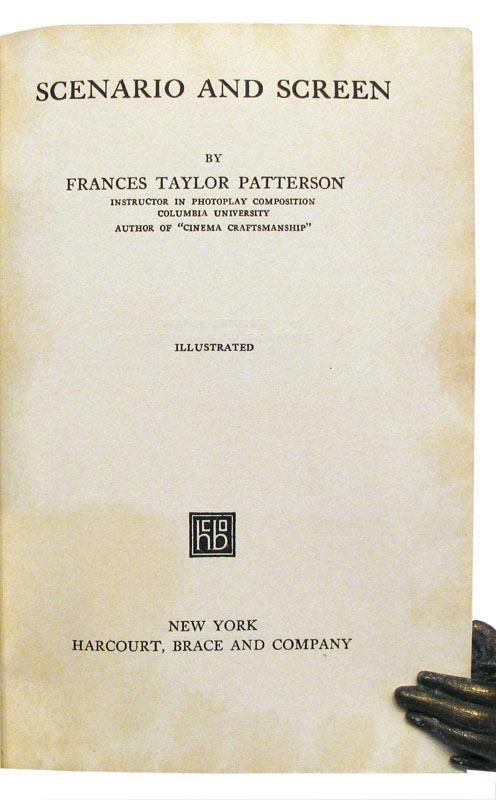 SCENARIO AND SCREEN
BY
FRANCES TAYLOR PATTERSON
INSTRUCTOR IN PHOTOPLAY COMPOSITION
COLUMBIA UNIVERSITY
AUTHOR OF "CINEMA CRAFTSMANSHIP"
ILLUSTRATED
hbco
NEW YORK
HARCOURT, BRACE AND COMPANY